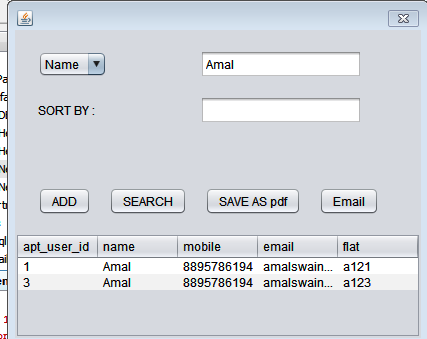 Name Amal
SORT BY :
ADD SEARCH SAVE AS pdf Email
apt_user_id name mobile email flat
1 Amal 8895786194 amalswain... a121
3 Amal 8895786194 amalswain... a123